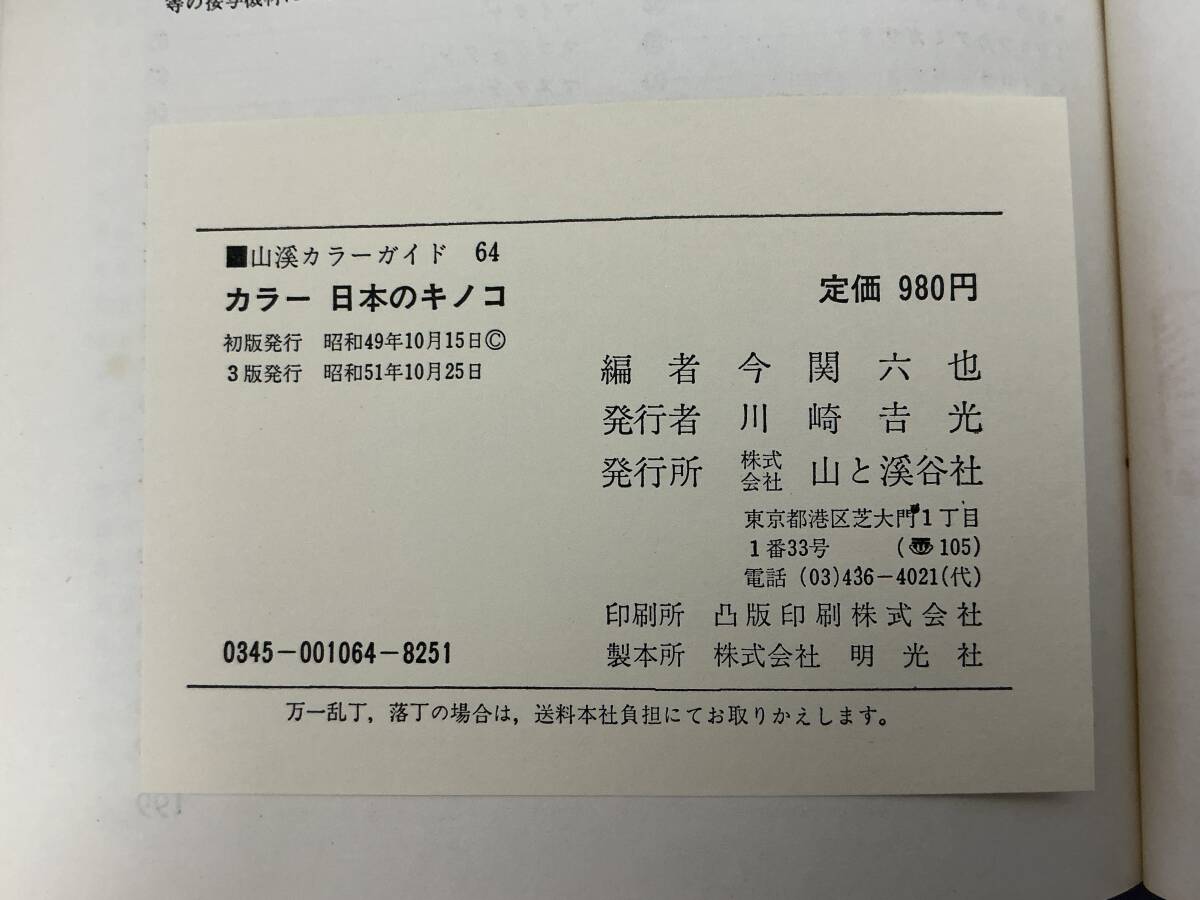 ■山溪カラーガイド 64
カラー 日本のキノコ
定価 980円
初版発行 昭和49年10月15日©
3版発行 昭和51年10月25日
編者 今関六也
発行者 川崎吉光
発行所 株式会社 山と溪谷社
東京都港区芝大門1丁目
1番33号 (〠105)
電話 (03)436-4021(代)
印刷所 凸版印刷株式会社
製本所 株式会社 明光社
0345-001064-8251
万一乱丁，落丁の場合は，送料本社負担にてお取りかえします。